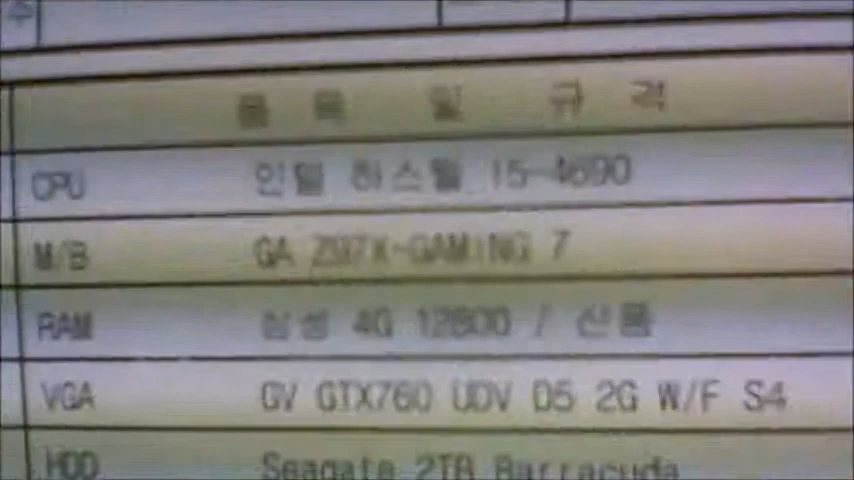 수
품 목 및 규 격
CPU 인텔 하스웰 i5-4690
M/B GA Z97X-GAMING 7
RAM 삼성 4G 12800 / 신품
VGA GV GTX760 UDV D5 2G W/F S4
HDD Seagate 2TB Barracuda